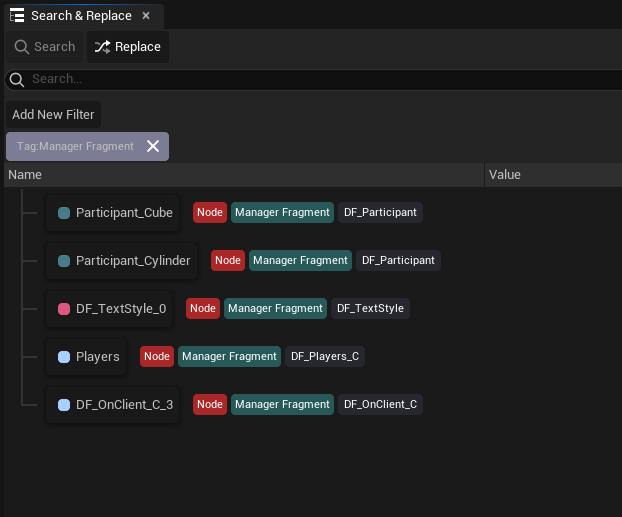 Search & Replace
Search Replace
Search...
Add New Filter
Tag:Manager Fragment
Name Value
Participant_Cube Node Manager Fragment DF_Participant
Participant_Cylinder Node Manager Fragment DF_Participant
DF_TextStyle_0 Node Manager Fragment DF_TextStyle
Players Node Manager Fragment DF_Players_C
DF_OnClient_C_3 Node Manager Fragment DF_OnClient_C